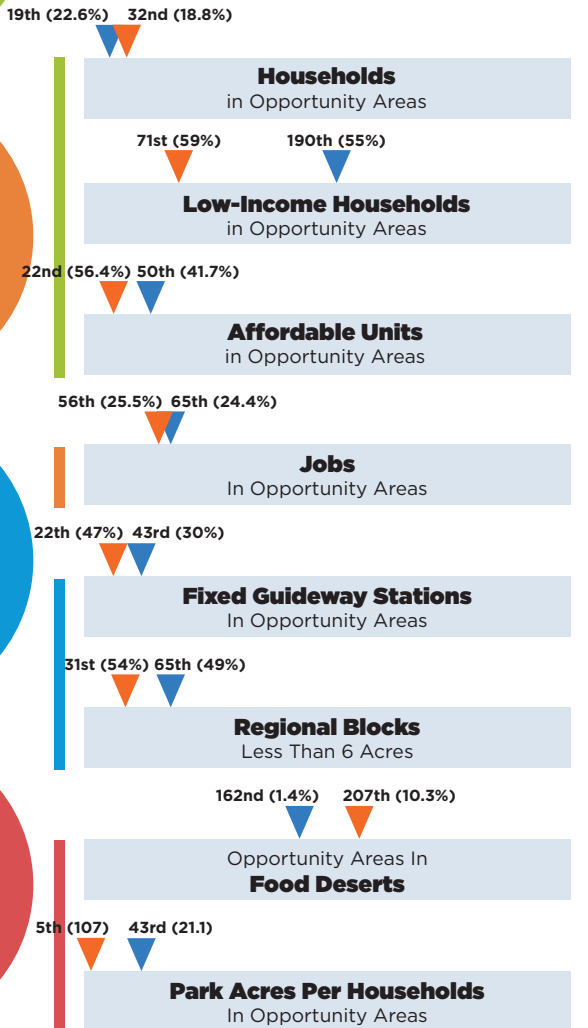 19th (22.6%) 32nd (18.8%)
Households
in Opportunity Areas
71st (59%) 190th (55%)
Low-Income Households
in Opportunity Areas
22nd (56.4%) 50th (41.7%)
Affordable Units
in Opportunity Areas
56th (25.5%) 65th (24.4%)
Jobs
In Opportunity Areas
22th (47%) 43rd (30%)
Fixed Guideway Stations
In Opportunity Areas
31st (54%) 65th (49%)
Regional Blocks
Less Than 6 Acres
162nd (1.4%) 207th (10.3%)
Opportunity Areas In
Food Deserts
5th (107) 43rd (21.1)
Park Acres Per Households
In Opportunity Areas